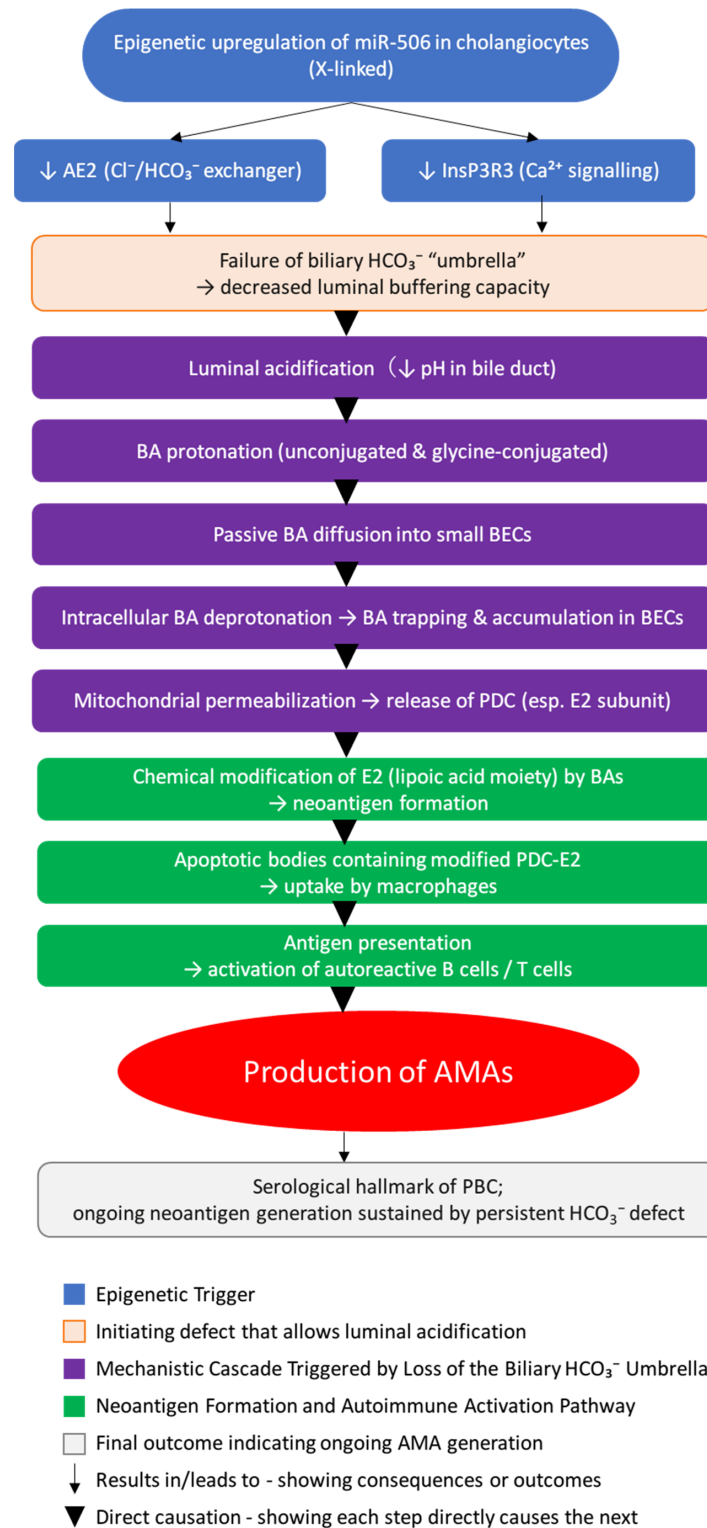 Epigenetic upregulation of miR-506 in cholangiocytes
(X-linked)
↓ AE2 (Cl⁻/HCO₃⁻ exchanger)
↓ InsP3R3 (Ca²⁺ signalling)
Failure of biliary HCO₃⁻ “umbrella”
→ decreased luminal buffering capacity
Luminal acidification （↓ pH in bile duct)
BA protonation (unconjugated & glycine-conjugated)
Passive BA diffusion into small BECs
Intracellular BA deprotonation → BA trapping & accumulation in BECs
Mitochondrial permeabilization → release of PDC (esp. E2 subunit)
Chemical modification of E2 (lipoic acid moiety) by BAs
→ neoantigen formation
Apoptotic bodies containing modified PDC-E2
→ uptake by macrophages
Antigen presentation
→ activation of autoreactive B cells / T cells
Production of AMAs
Serological hallmark of PBC;
ongoing neoantigen generation sustained by persistent HCO₃⁻ defect
Epigenetic Trigger
Initiating defect that allows luminal acidification
Mechanistic Cascade Triggered by Loss of the Biliary HCO₃⁻ Umbrella
Neoantigen Formation and Autoimmune Activation Pathway
Final outcome indicating ongoing AMA generation
Results in/leads to - showing consequences or outcomes
Direct causation - showing each step directly causes the next